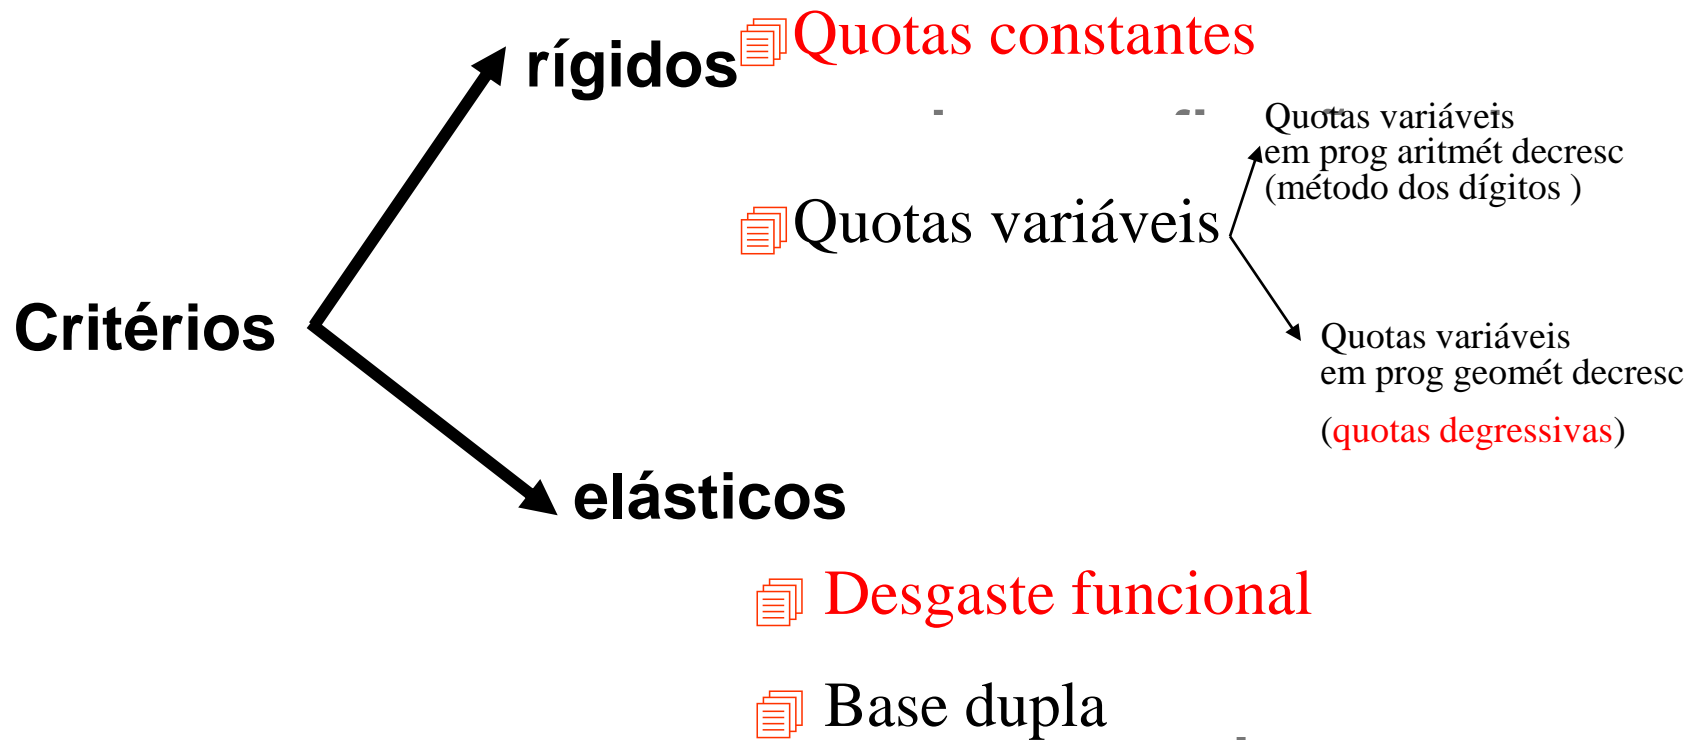 rígidos
Quotas constantes
Quotas variáveis
em prog aritmét decresc
(método dos dígitos )
Quotas variáveis
Critérios
Quotas variáveis
em prog geomét decresc
(quotas degressivas)
elásticos
Desgaste funcional
Base dupla